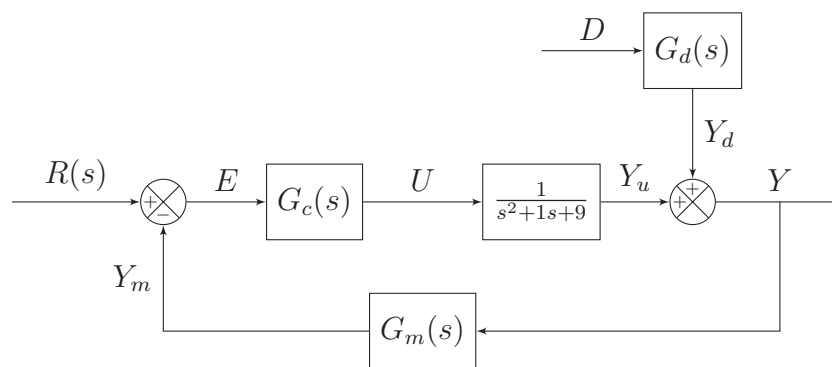 D
G_d(s)
Y_d
R(s)
+
−
E
G_c(s)
U
1
s^2+1s+9
Y_u
+
+
Y
Y_m
G_m(s)